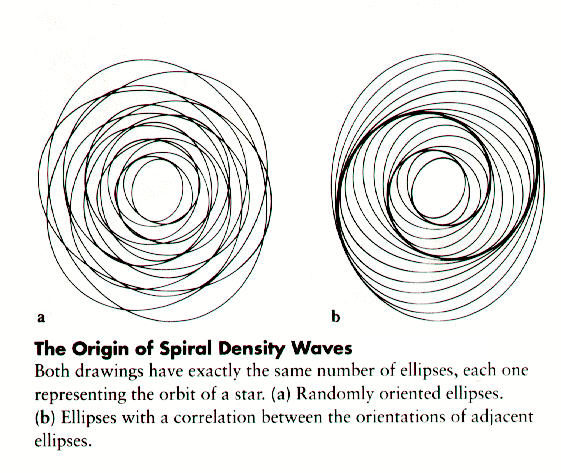 a
b
The Origin of Spiral Density Waves
Both drawings have exactly the same number of ellipses, each one
representing the orbit of a star. (a) Randomly oriented ellipses.
(b) Ellipses with a correlation between the orientations of adjacent
ellipses.